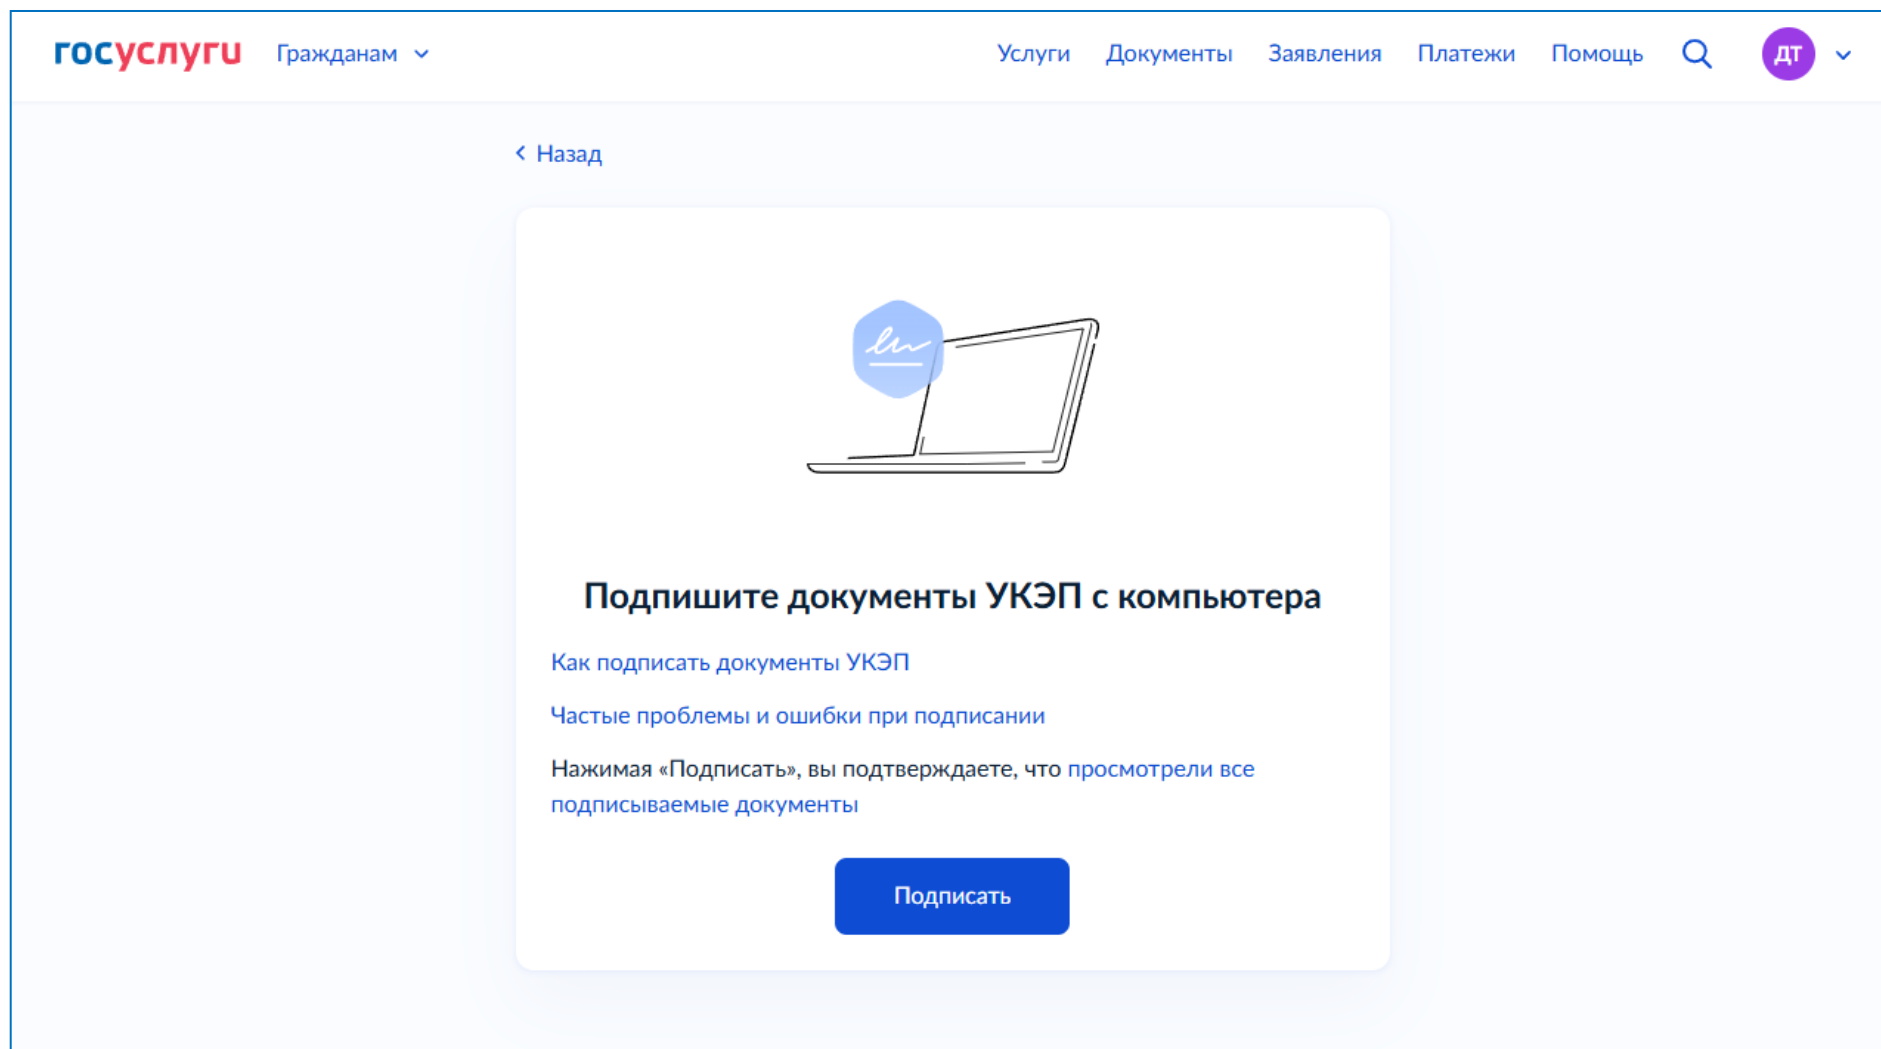 госуслуги Гражданам Услуги Документы Заявления Платежи Помощь ДТ
Назад
Подпишите документы УКЭП с компьютера
Как подписать документы УКЭП
Частые проблемы и ошибки при подписании
Нажимая «Подписать», вы подтверждаете, что просмотрели все
подписываемые документы
Подписать